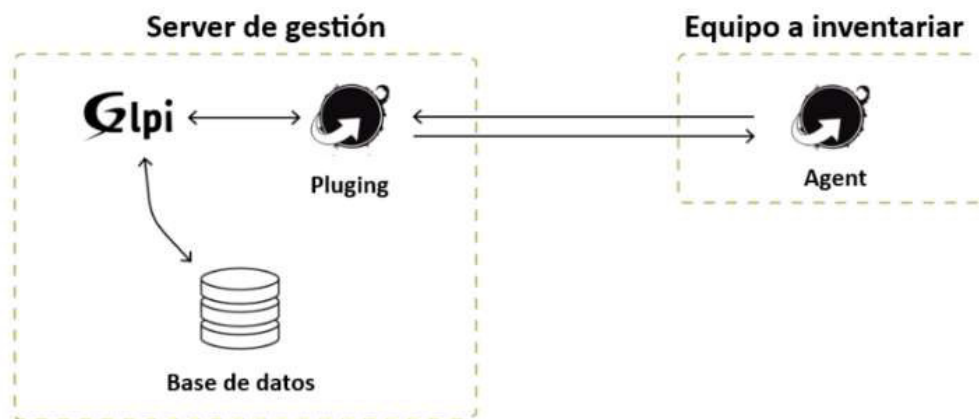 Server de gestión
Equipo a inventariar
Glpi
Pluging
Agent
Base de datos